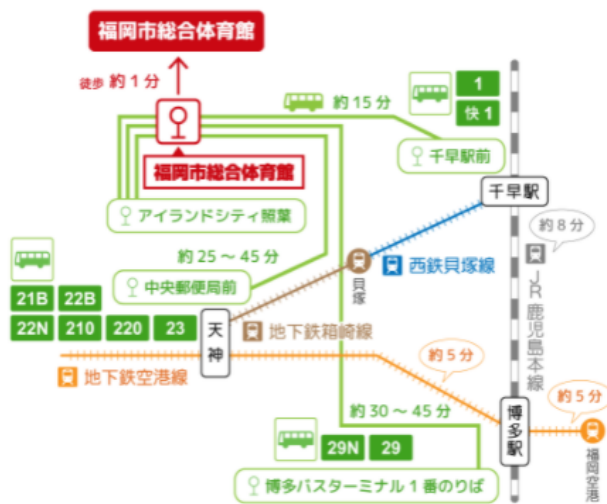 福岡市総合体育館
徒歩 約1分
約15分
1
快1
千早駅前
福岡市総合体育館
アイランドシティ照葉
千早駅
約8分
JR鹿児島本線
約25～45分
西鉄貝塚線
貝塚
中央郵便局前
21B 22B
22N 210 220 23
天神
地下鉄箱崎線
地下鉄空港線
約5分
約5分
約30～45分
博多駅
福岡空港
29N 29
博多バスターミナル1番のりば